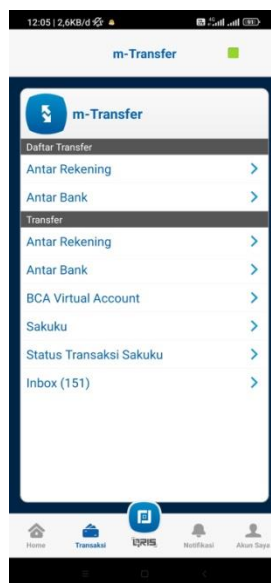 12:05 | 2,6KB/d
m-Transfer
m-Transfer
Daftar Transfer
Antar Rekening
Antar Bank
Transfer
Antar Rekening
Antar Bank
BCA Virtual Account
Sakuku
Status Transaksi Sakuku
Inbox (151)
Home Transaksi QRIS Notifikasi Akun Saya